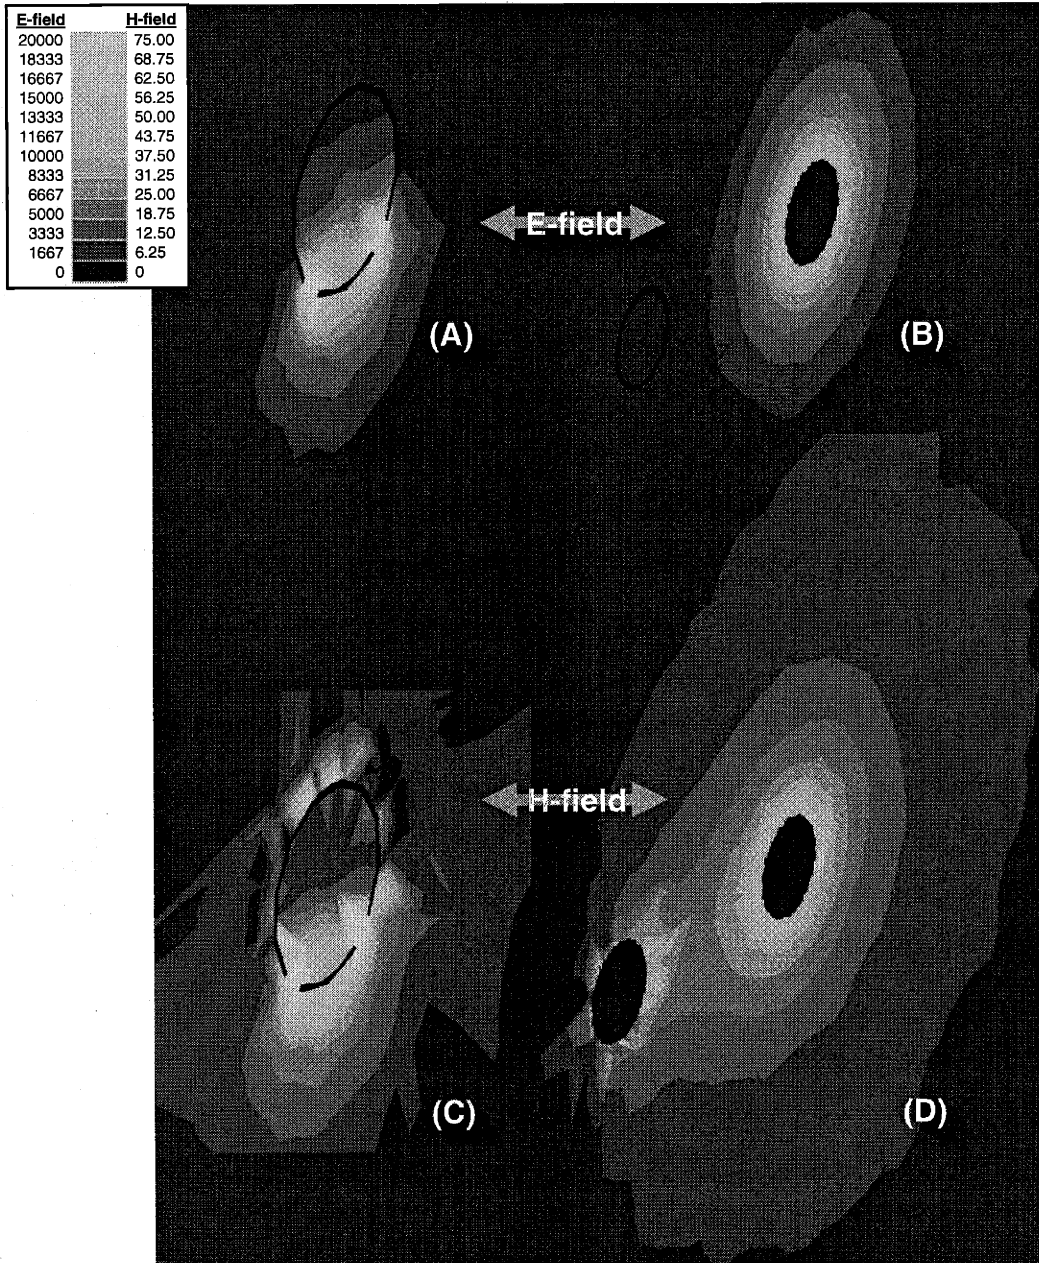 E-field H-field
20000 75.00
18333 68.75
16667 62.50
15000 56.25
13333 50.00
11667 43.75
10000 37.50
8333 31.25
6667 25.00
5000 18.75
3333 12.50
1667 6.25
0 0
E-field
(A)
(B)
H-field
(C)
(D)